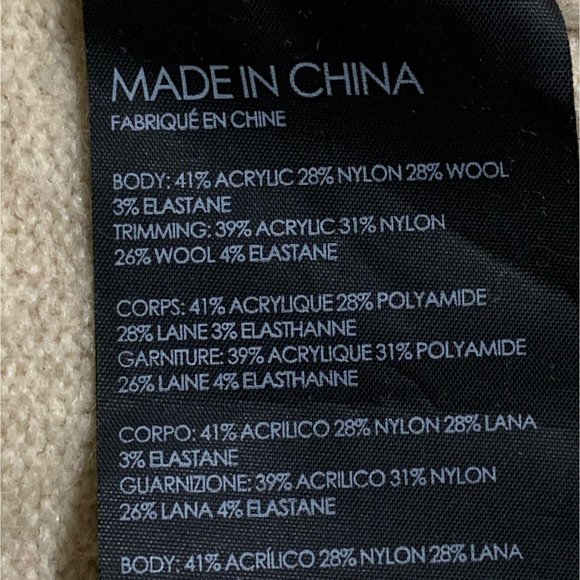 MADE IN CHINA
FABRIQUÉ EN CHINE
BODY: 41% ACRYLIC 28% NYLON 28% WOOL
3% ELASTANE
TRIMMING: 39% ACRYLIC 31% NYLON
26% WOOL 4% ELASTANE
CORPS: 41% ACRYLIQUE 28% POLYAMIDE
28% LAINE 3% ELASTHANNE
GARNITURE: 39% ACRYLIQUE 31% POLYAMIDE
26% LAINE 4% ELASTHANNE
CORPO: 41% ACRILICO 28% NYLON 28% LANA
3% ELASTANE
GUARNIZIONE: 39% ACRILICO 31% NYLON
26% LANA 4% ELASTANE
BODY: 41% ACRÍLICO 28% NYLON 28% LANA